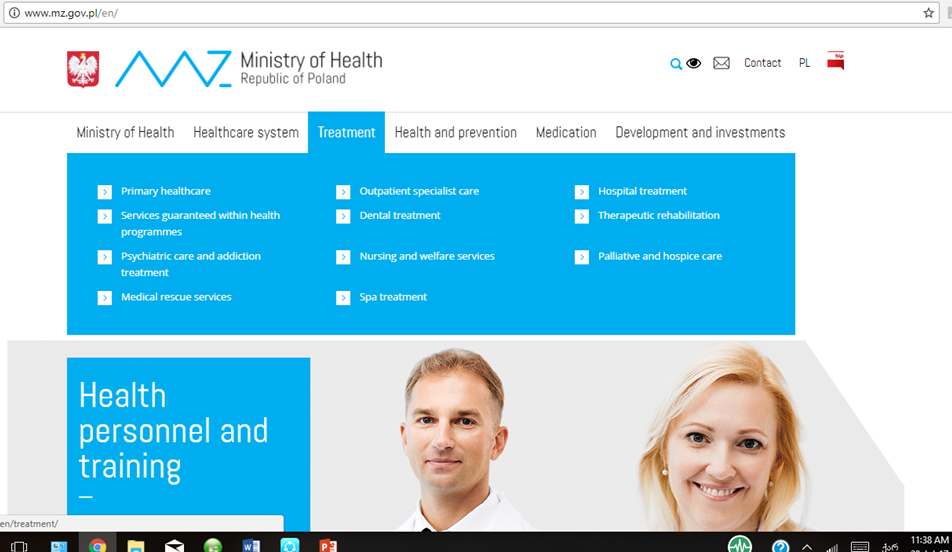 www.mz.gov.pl/en/
Ministry of Health
Republic of Poland
Contact
PL
bip
Ministry of Health
Healthcare system
Treatment
Health and prevention
Medication
Development and investments
Primary healthcare
Outpatient specialist care
Hospital treatment
Services guaranteed within health
programmes
Dental treatment
Therapeutic rehabilitation
Psychiatric care and addiction
treatment
Nursing and welfare services
Palliative and hospice care
Medical rescue services
Spa treatment
Health
personnel and
training
en/treatment/
11:38 AM